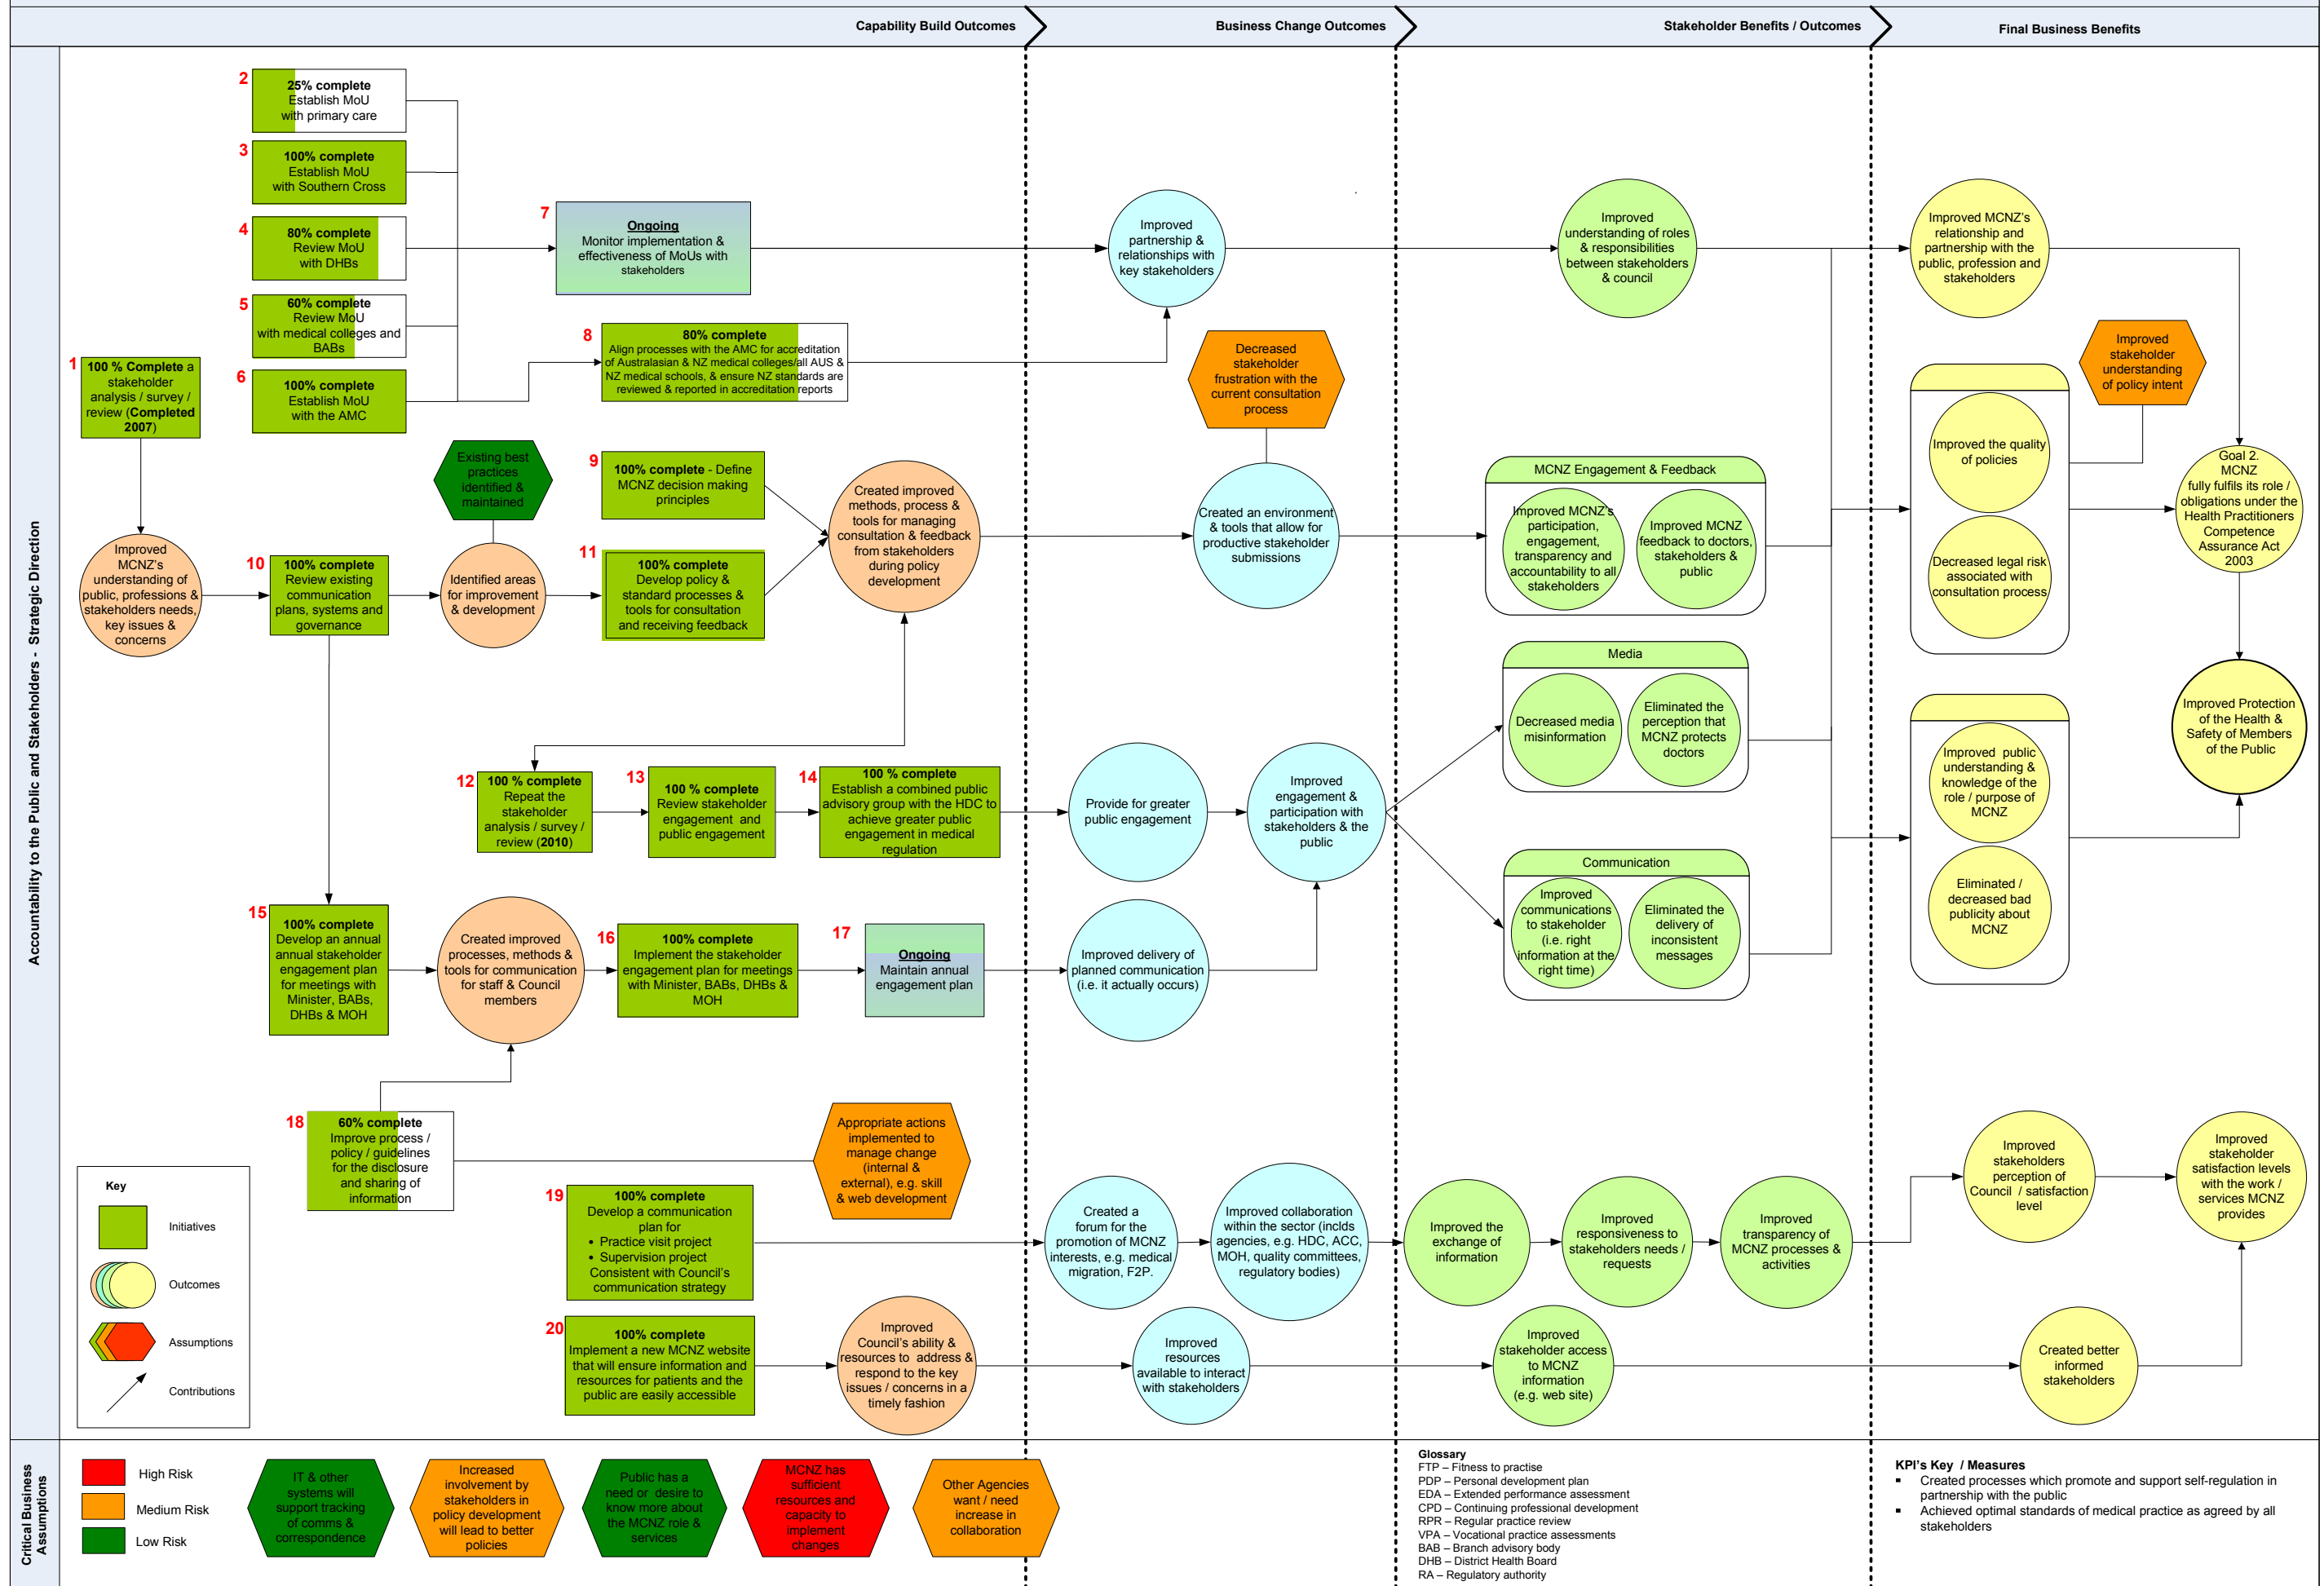 Capability Build Outcomes
Business Change Outcomes
Stakeholder Benefits / Outcomes
Final Business Benefits
Accountability to the Public and Stakeholders - Strategic Direction
2
25% complete
Establish MoU
with primary care
3
100% complete
Establish MoU
with Southern Cross
4
80% complete
Review MoU
with DHBs
5
60% complete
Review MoU
with medical colleges and
BABs
6
100% complete
Establish MoU
with the AMC
1
100 % Complete a
stakeholder
analysis / survey /
review (Completed
2007)
7
Ongoing
Monitor implementation &
effectiveness of MoUs with
stakeholders
8
80% complete
Align processes with the AMC for accreditation
of Australasian & NZ medical colleges/all AUS &
NZ medical schools, & ensure NZ standards are
reviewed & reported in accreditation reports
Improved
partnership &
relationships with
key stakeholders
Improved
understanding of roles
& responsibilities
between stakeholders
& council
Improved MCNZ's
relationship and
partnership with the
public, profession and
stakeholders
Decreased
stakeholder
frustration with the
current consultation
process
Improved
stakeholder
understanding
of policy intent
Existing best
practices
identified &
maintained
9
100% complete - Define
MCNZ decision making
principles
Created improved
methods, process &
tools for managing
consultation & feedback
from stakeholders
during policy
development
Created an environment
& tools that allow for
productive stakeholder
submissions
MCNZ Engagement & Feedback
Improved MCNZ's
participation,
engagement,
transparency and
accountability to all
stakeholders
Improved MCNZ
feedback to doctors,
stakeholders &
public
Improved the quality
of policies
Decreased legal risk
associated with
consultation process
Goal 2.
MCNZ
fully fulfils its role /
obligations under the
Health Practitioners
Competence
Assurance Act
2003
Improved
MCNZ's
understanding of
public, professions &
stakeholders needs,
key issues &
concerns
10
100% complete
Review existing
communication
plans, systems and
governance
Identified areas
for improvement
& development
11
100% complete
Develop policy &
standard processes &
tools for consultation
and receiving feedback
Media
Decreased media
misinformation
Eliminated the
perception that
MCNZ protects
doctors
Improved Protection
of the Health &
Safety of Members
of the Public
12
100 % complete
Repeat the
stakeholder
analysis / survey /
review (2010)
13
100 % complete
Review stakeholder
engagement and
public engagement
14
100 % complete
Establish a combined public
advisory group with the HDC to
achieve greater public
engagement in medical
regulation
Provide for greater
public engagement
Improved
engagement &
participation with
stakeholders & the
public
Improved public
understanding &
knowledge of the
role / purpose of
MCNZ
Eliminated /
decreased bad
publicity about
MCNZ
Communication
Improved
communications
to stakeholder
(i.e. right
information at the
right time)
Eliminated the
delivery of
inconsistent
messages
15
100% complete
Develop an annual
annual stakeholder
engagement plan
for meetings with
Minister, BABs,
DHBs & MOH
Created improved
processes, methods &
tools for communication
for staff & Council
members
16
100% complete
Implement the stakeholder
engagement plan for meetings
with Minister, BABs, DHBs &
MOH
17
Ongoing
Maintain annual
engagement plan
Improved delivery of
planned communication
(i.e. it actually occurs)
18
60% complete
Improve process /
policy / guidelines
for the disclosure
and sharing of
information
Appropriate actions
implemented to
manage change
(internal &
external), e.g. skill
& web development
19
100% complete
Develop a communication
plan for
• Practice visit project
• Supervision project
Consistent with Council's
communication strategy
Created a
forum for the
promotion of MCNZ
interests, e.g. medical
migration, F2P.
Improved collaboration
within the sector (inclds
agencies, e.g. HDC, ACC,
MOH, quality committees,
regulatory bodies)
Improved the
exchange of
information
Improved
responsiveness to
stakeholders needs /
requests
Improved
transparency of
MCNZ processes &
activities
Improved
stakeholders
perception of
Council / satisfaction
level
Improved
stakeholder
satisfaction levels
with the work /
services MCNZ
provides
20
100% complete
Implement a new MCNZ website
that will ensure information and
resources for patients and the
public are easily accessible
Improved
Council's ability &
resources to address &
respond to the key
issues / concerns in a
timely fashion
Improved
resources
available to interact
with stakeholders
Improved
stakeholder access
to MCNZ
information
(e.g. web site)
Created better
informed
stakeholders
Key
Initiatives
Outcomes
Assumptions
Contributions
Critical Business
Assumptions
High Risk
Medium Risk
Low Risk
IT & other
systems will
support tracking
of comms &
correspondence
Increased
involvement by
stakeholders in
policy development
will lead to better
policies
Public has a
need or desire to
know more about
the MCNZ role &
services
MCNZ has
sufficient
resources and
capacity to
implement
changes
Other Agencies
want / need
increase in
collaboration
Glossary
FTP – Fitness to practise
PDP – Personal development plan
EDA – Extended performance assessment
CPD – Continuing professional development
RPR – Regular practice review
VPA – Vocational practice assessments
BAB – Branch advisory body
DHB – District Health Board
RA – Regulatory authority
KPI's Key / Measures
▪ Created processes which promote and support self-regulation in
partnership with the public
▪ Achieved optimal standards of medical practice as agreed by all
stakeholders